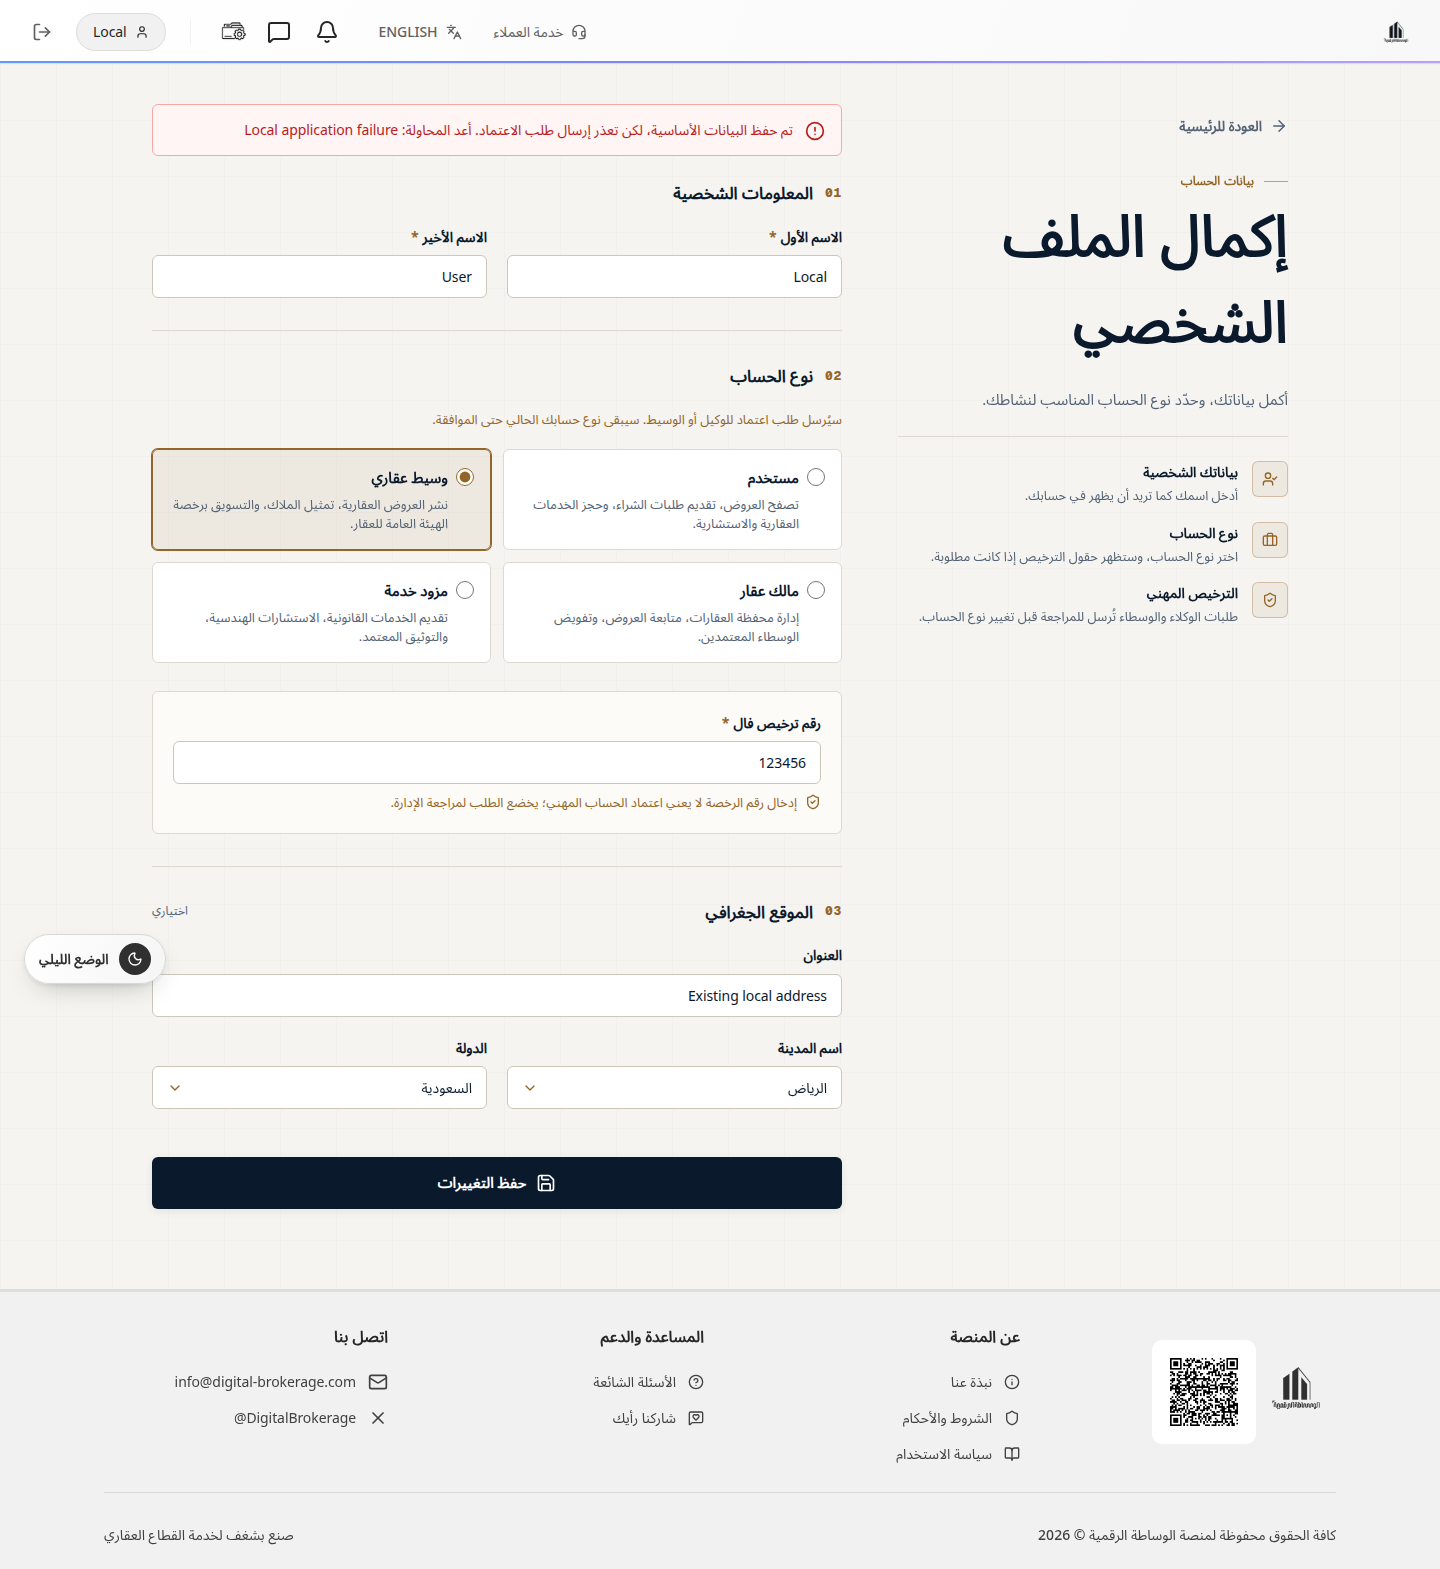 خدمة العملاء
ENGLISH
Local
العودة للرئيسية
بيانات الحساب
إكمال الملف
الشخصي
أكمل بياناتك، وحدّد نوع الحساب المناسب لنشاطك.
بياناتك الشخصية
أدخل اسمك كما تريد أن يظهر في حسابك.
نوع الحساب
اختر نوع الحساب، وستظهر حقول الترخيص إذا كانت مطلوبة.
الترخيص المهني
طلبات الوكلاء والوسطاء تُرسل للمراجعة قبل تغيير نوع الحساب.
تم حفظ البيانات الأساسية، لكن تعذر إرسال طلب الاعتماد. أعد المحاولة: Local application failure
01 المعلومات الشخصية
الاسم الأول *
Local
الاسم الأخير *
User
02 نوع الحساب
سيُرسل طلب اعتماد للوكيل أو الوسيط. سيبقى نوع حسابك الحالي حتى الموافقة.
مستخدم
تصفح العروض، تقديم طلبات الشراء، وحجز الخدمات
العقارية والاستشارية.
وسيط عقاري
نشر العروض العقارية، تمثيل الملاك، والتسويق برخصة
الهيئة العامة للعقار.
مالك عقار
إدارة محفظة العقارات، متابعة العروض، وتفويض
الوسطاء المعتمدين.
مزود خدمة
تقديم الخدمات القانونية، الاستشارات الهندسية،
والتوثيق المعتمد.
رقم ترخيص فال *
123456
إدخال رقم الرخصة لا يعني اعتماد الحساب المهني؛ يخضع الطلب لمراجعة الإدارة.
03 الموقع الجغرافي
اختياري
العنوان
Existing local address
اسم المدينة
الرياض
الدولة
السعودية
حفظ التغييرات
الوضع الليلي
عن المنصة
نبذة عنا
الشروط والأحكام
سياسة الاستخدام
المساعدة والدعم
الأسئلة الشائعة
شاركنا رأيك
اتصل بنا
info@digital-brokerage.com
@DigitalBrokerage
كافة الحقوق محفوظة لمنصة الوساطة الرقمية © 2026
صنع بشغف لخدمة القطاع العقاري